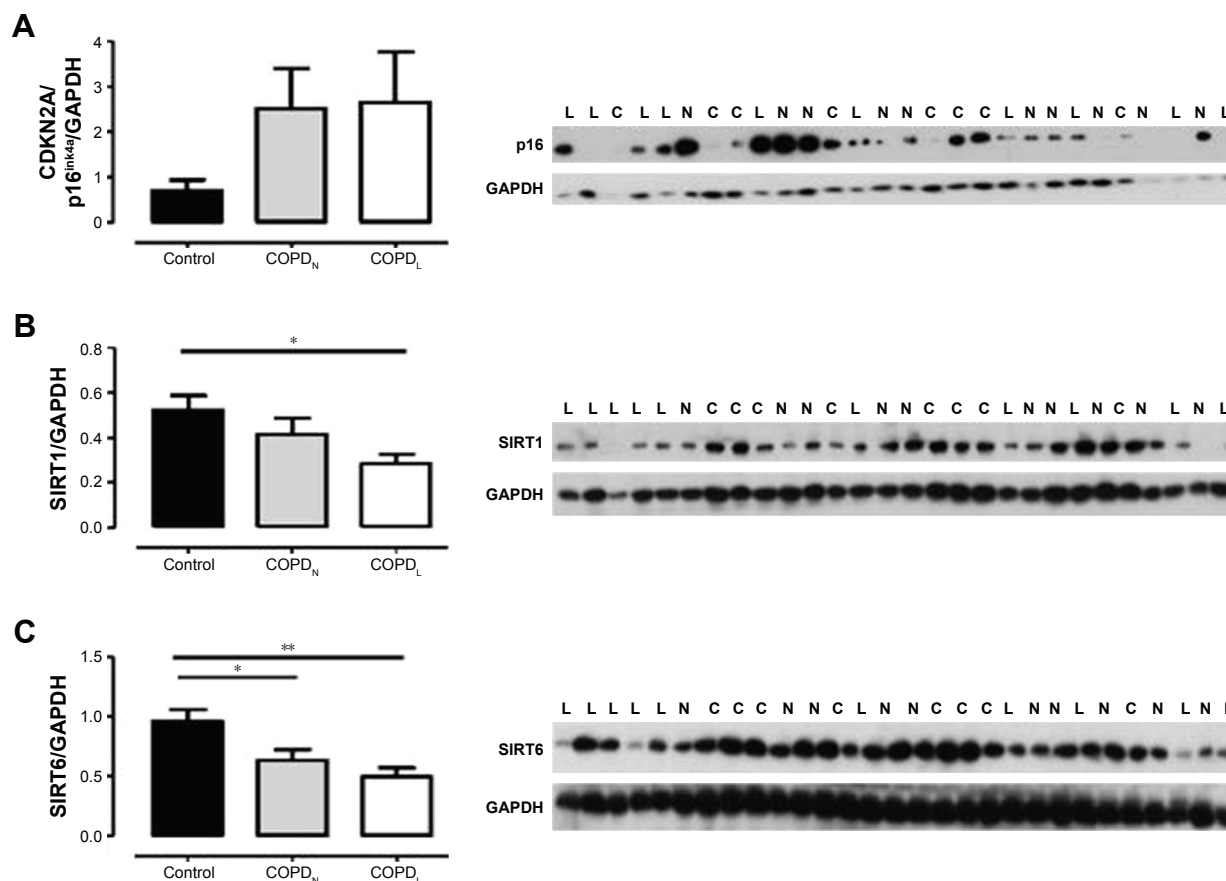 A
CDKN2A/
p16ink4a/GAPDH
4
3
2
1
0
Control COPDN COPDL
L L C L L N C C L N N C L N N C C C L N N L N C N L N L
p16
GAPDH
B
SIRT1/GAPDH
0.8
0.6
0.4
0.2
0.0
*
Control COPDN COPDL
L L L L L N C C C N N C L N N C C C L N N L N C N L N L
SIRT1
GAPDH
C
SIRT6/GAPDH
1.5
1.0
0.5
0.0
**
*
Control COPDN COPDL
L L L L L N C C C N N C L N N C C C L N N L N C N L N
SIRT6
GAPDH